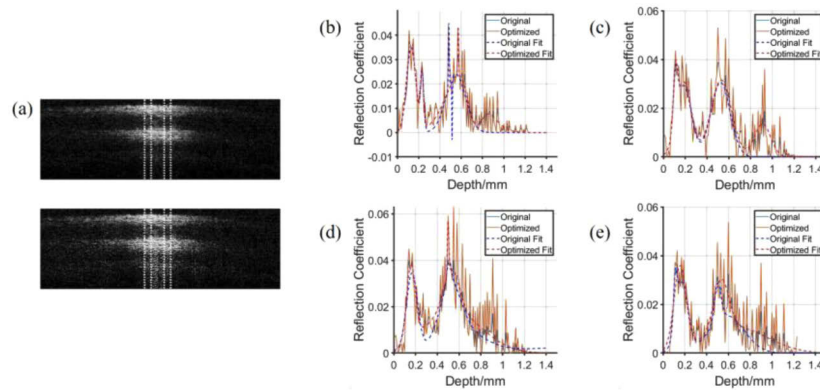 (a)
(b)
Reflection Coefficient
0.04
0.03
0.02
0.01
0
-0.01
0 0.2 0.4 0.6 0.8 1 1.2 1.4
Depth/mm
Original
Optimized
Original Fit
Optimized Fit
(c)
Reflection Coefficient
0.06
0.04
0.02
0
0 0.2 0.4 0.6 0.8 1 1.2 1.4
Depth/mm
Original
Optimized
Original Fit
Optimized Fit
(d)
Reflection Coefficient
0.06
0.04
0.02
0
0 0.2 0.4 0.6 0.8 1 1.2 1.4
Depth/mm
Original
Optimized
Original Fit
Optimized Fit
(e)
Reflection Coefficient
0.06
0.04
0.02
0
0 0.2 0.4 0.6 0.8 1 1.2 1.4
Depth/mm
Original
Optimized
Original Fit
Optimized Fit